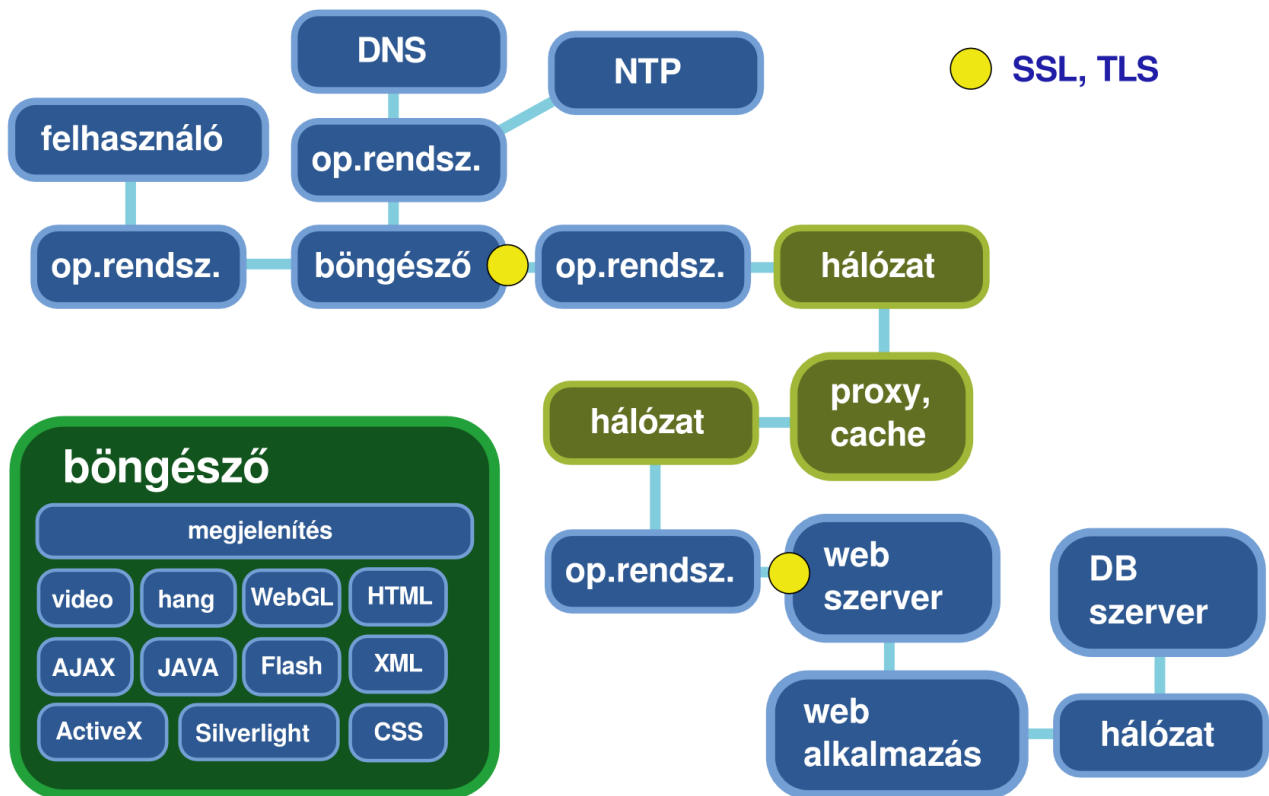 DNS
NTP
SSL, TLS
felhasználó
op.rendsz.
op.rendsz.
böngésző
op.rendsz.
hálózat
proxy,
cache
hálózat
op.rendsz.
web
szerver
DB
szerver
web
alkalmazás
hálózat
böngésző
megjelenítés
video
hang
WebGL
HTML
AJAX
JAVA
Flash
XML
ActiveX
Silverlight
CSS